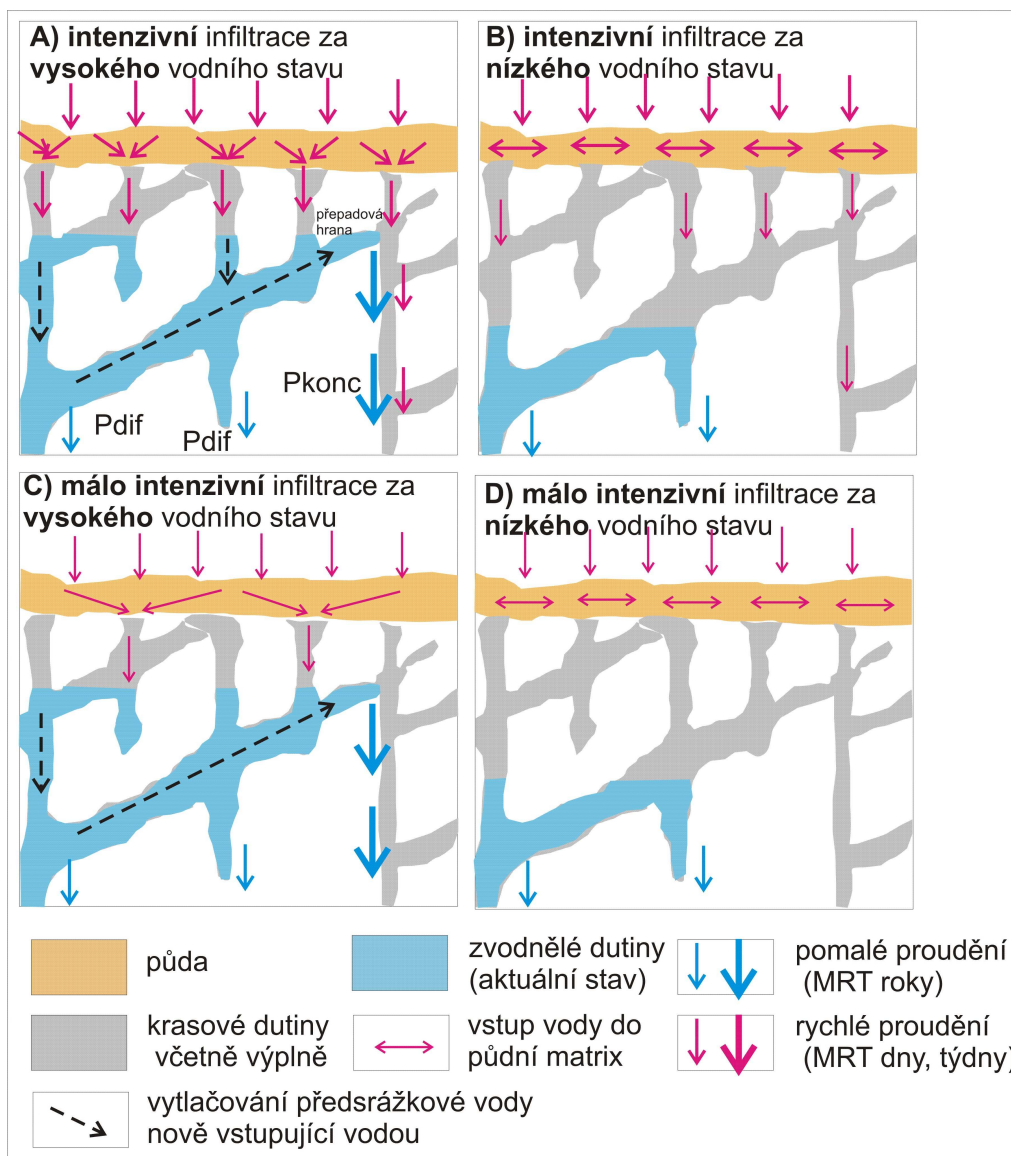 A) intenzivní infiltrace za
vysokého vodního stavu
B) intenzivní infiltrace za
nízkého vodního stavu
přepadová
hrana
Pkonc
Pdif
Pdif
C) málo intenzivní infiltrace za
vysokého vodního stavu
D) málo intenzivní infiltrace za
nízkého vodního stavu
půda
zvodnělé dutiny
(aktuální stav)
pomalé proudění
(MRT roky)
krasové dutiny
včetně výplně
vstup vody do
půdní matrix
rychlé proudění
(MRT dny, týdny)
vytlačování předsrážkové vody
nově vstupující vodou